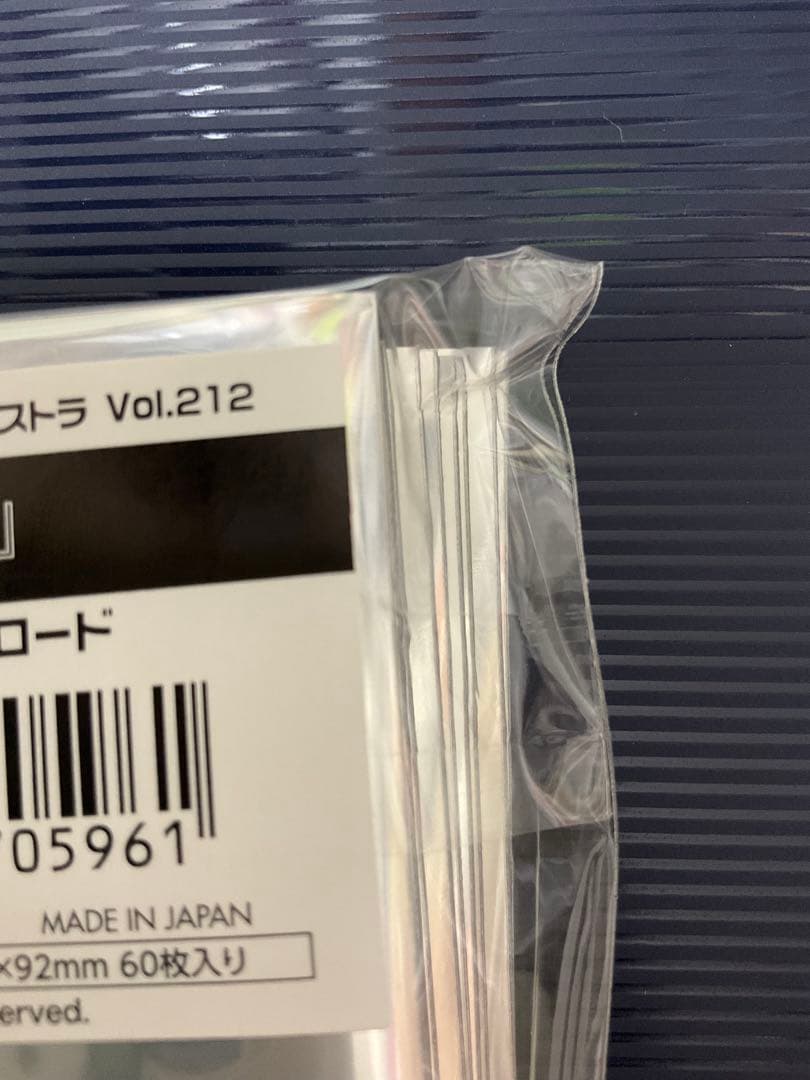 ストラ Vol.212
』
ロード
705961
MADE IN JAPAN
×92mm 60枚入り
erved.